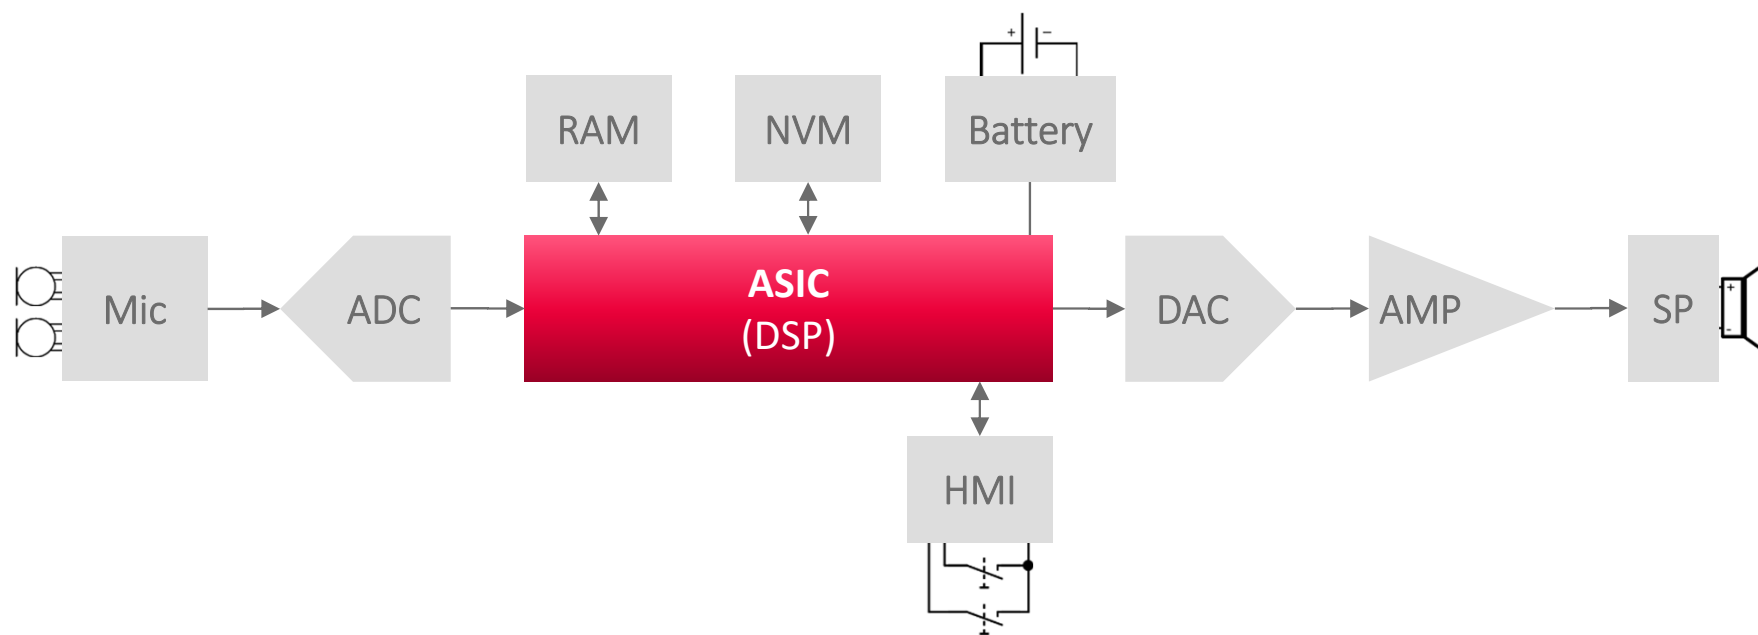 + −
RAM
NVM
Battery
Mic
ADC
ASIC
(DSP)
DAC
AMP
SP
+
-
HMI